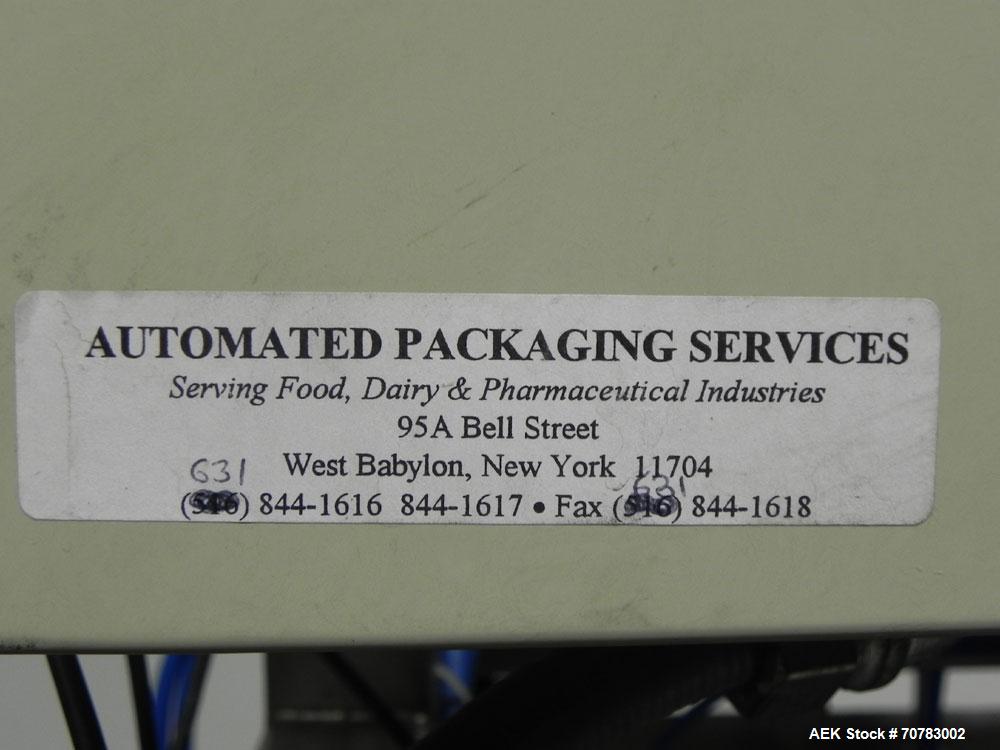 AUTOMATED PACKAGING SERVICES
Serving Food, Dairy & Pharmaceutical Industries
95A Bell Street
West Babylon, New York 11704
631 631
(516) 844-1616 844-1617 • Fax (516) 844-1618
AEK Stock # 70783002